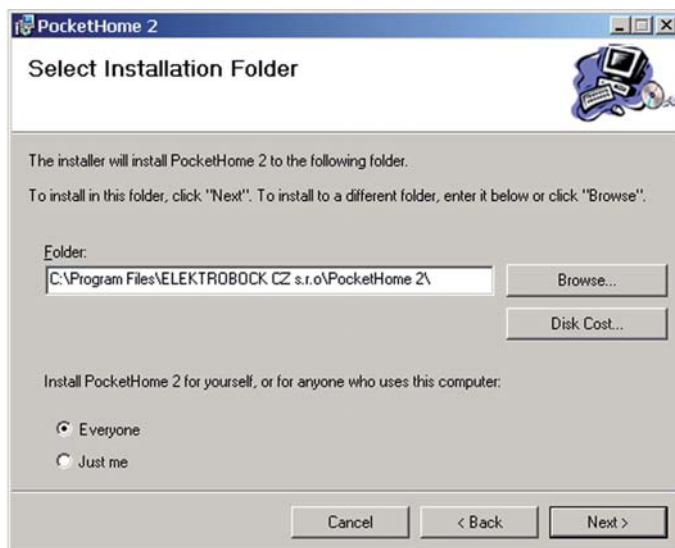 PocketHome 2
Select Installation Folder
The installer will install PocketHome 2 to the following folder.
To install in this folder, click "Next". To install to a different folder, enter it below or click "Browse".
Folder:
C:\Program Files\ELEKTROBOCK CZ s.r.o\PocketHome 2\
Browse...
Disk Cost...
Install PocketHome 2 for yourself, or for anyone who uses this computer:
Everyone
Just me
Cancel
< Back
Next >